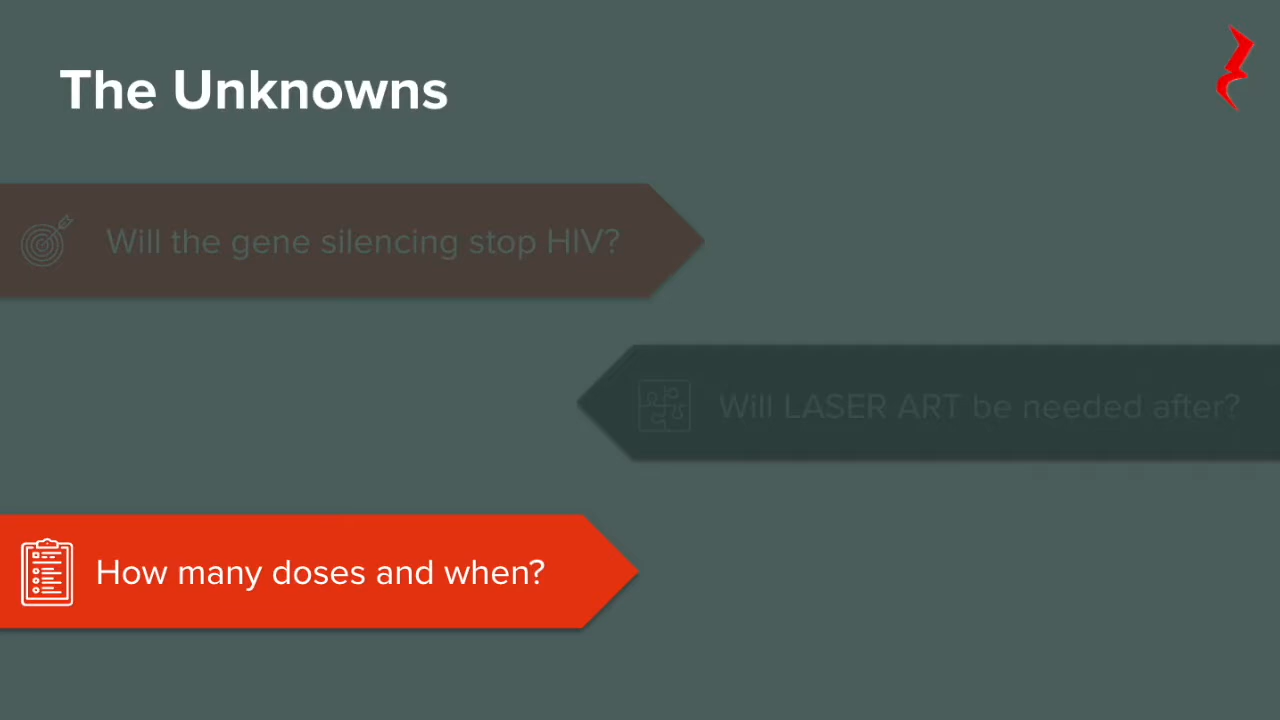 The Unknowns
Will the gene silencing stop HIV?
Will LASER ART be needed after?
How many doses and when?